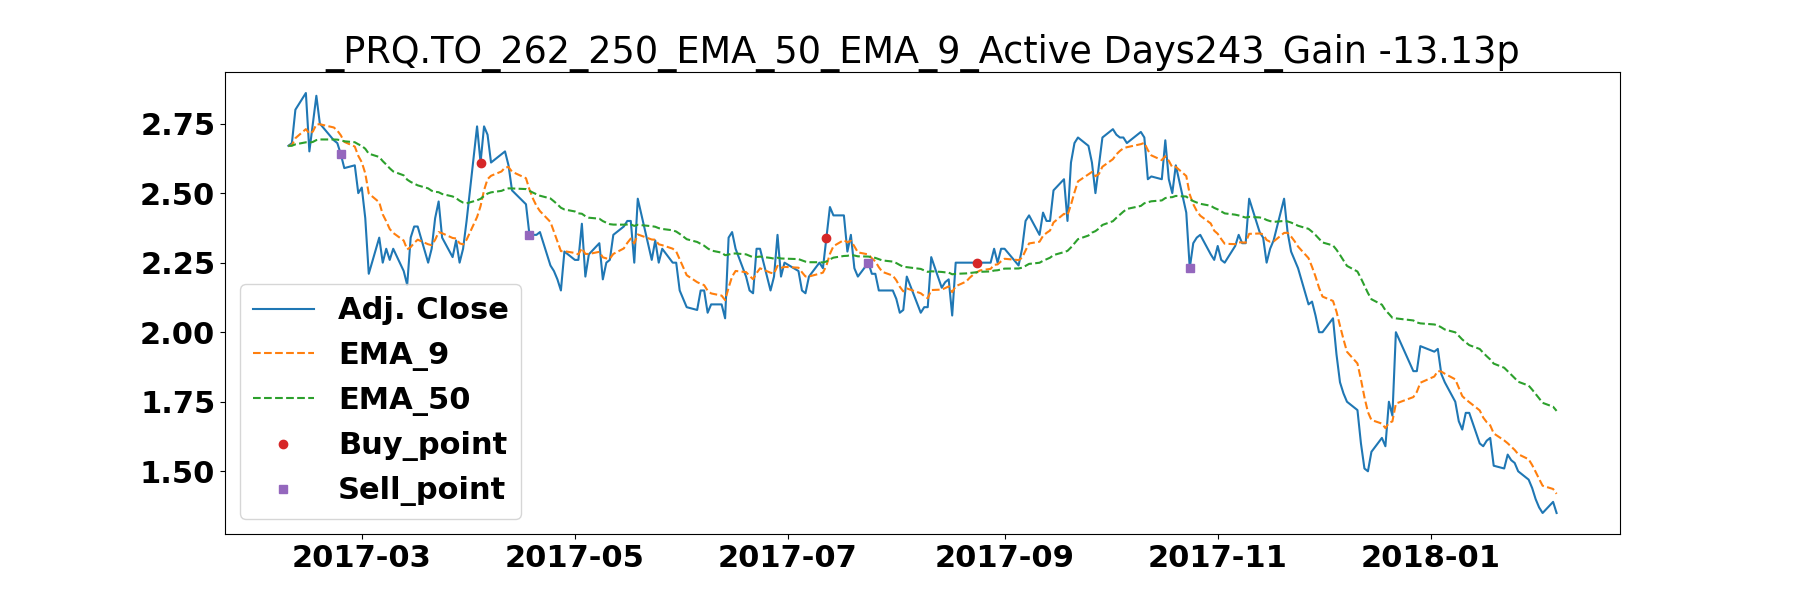 _PRQ.TO_262_250_EMA_50_EMA_9_Active Days243_Gain -13.13p
2.75
2.50
2.25
2.00
1.75
1.50
Adj. Close
EMA_9
EMA_50
Buy_point
Sell_point
2017-03 2017-05 2017-07 2017-09 2017-11 2018-01